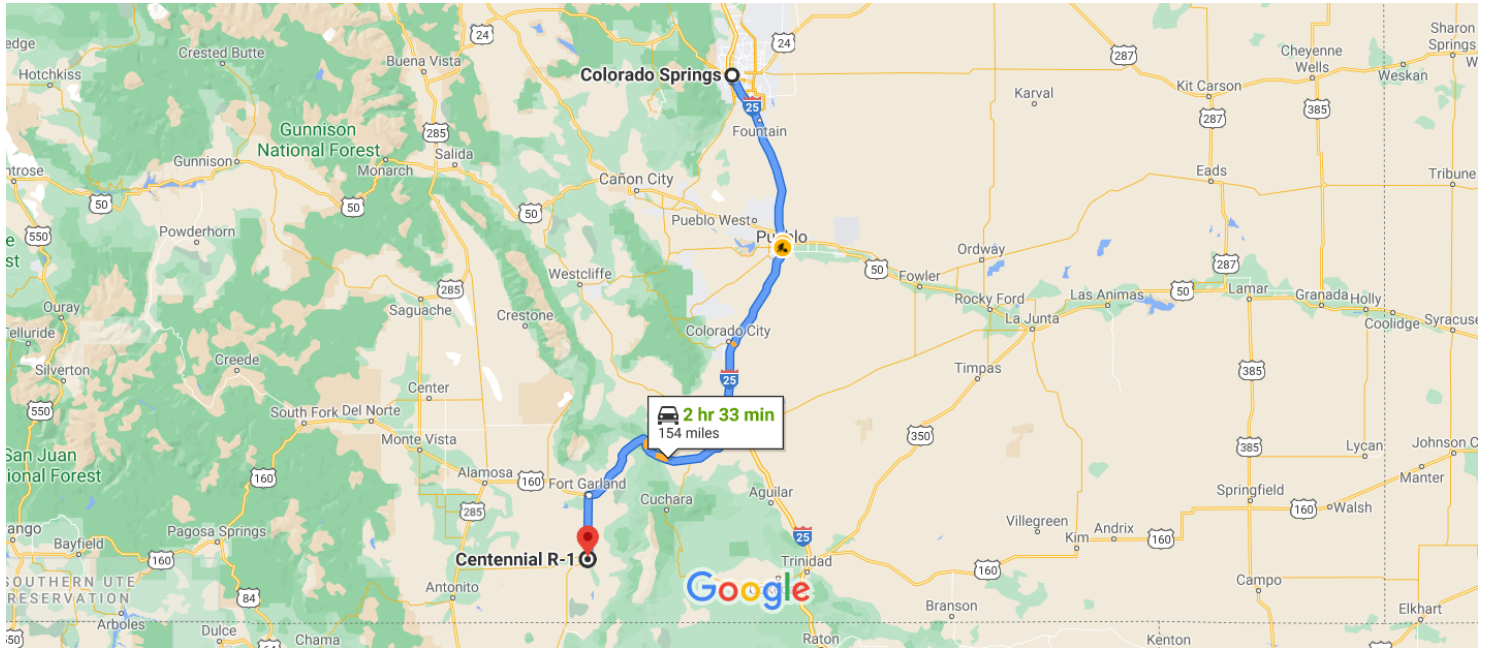 Sharon
Springs
24
24
287
Cheyenne
Wells
edge
Crested Butte
Buena Vista
Weskan
Hotchkiss
Colorado Springs
Kit Carson
Karval
385
25
287
Gunnison
National Forest
285
Fountain
Salida
Gunnison
Monarch
ntrose
Cañon City
Eads
Tribune
50
50
50
Pueblo West
Powderhorn
550
Pueblo
Ordway
287
Westcliffe
50
Fowler
285
Rocky Ford
Las Animas
50
Lamar
Granada
Holly
Ouray
Saguache
Crestone
La Junta
Coolidge
Syracuse
Telluride
Colorado City
Creede
Silverton
Timpas
385
25
Center
550
South Fork
Del Norte
2 hr 33 min
154 miles
Monte Vista
350
385
Lycan
Johnson C
San Juan
ional Forest
160
Alamosa
160
Fort Garland
Cuchara
Aguilar
Springfield
160
Walsh
Manter
285
Villegreen
Andrix
Kim
160
Pagosa Springs
25
Bayfield
160
Centennial R-1
Trinidad
160
SOUTHERN UTE
RESERVATION
84
Antonito
Google
Campo
Branson
Elkhart
Arboles
550
Dulce
Chama
Raton
Kenton